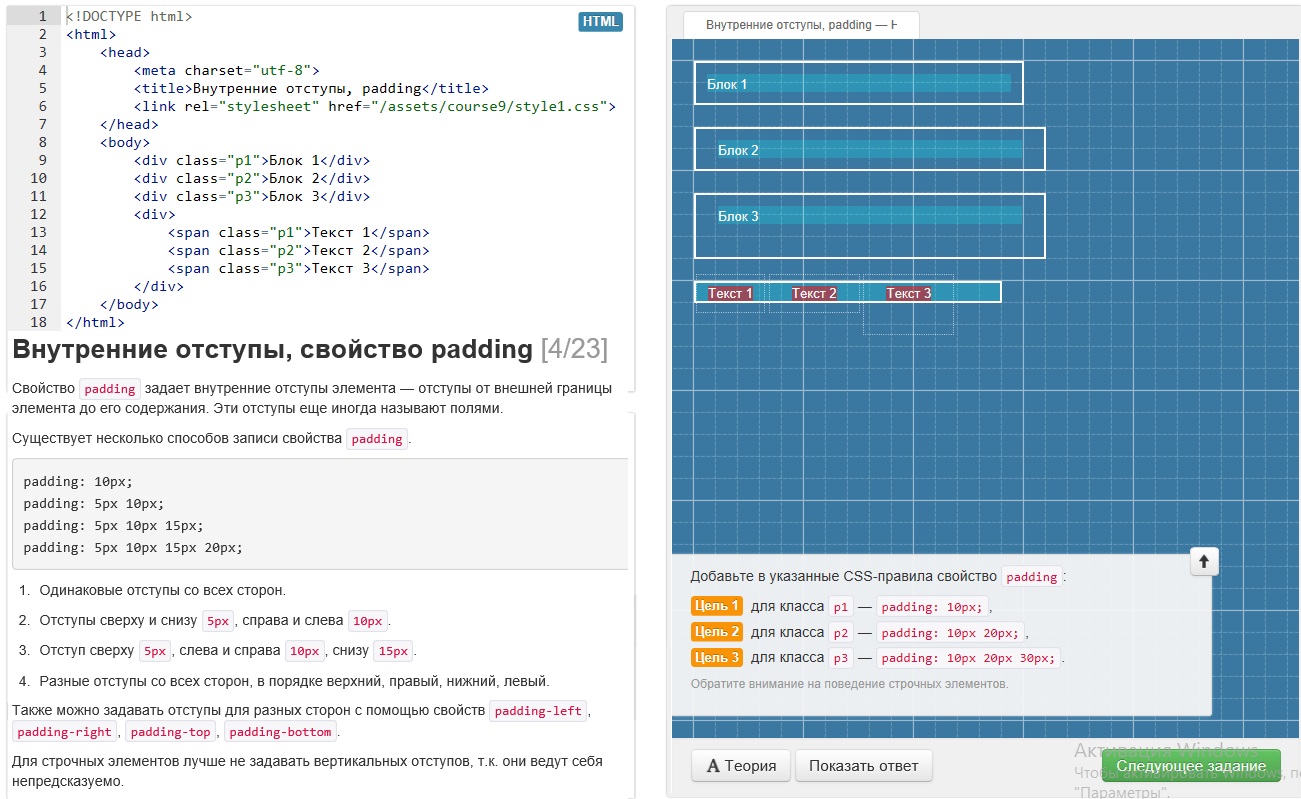 1 <!DOCTYPE html>
HTML
2 <html>
3 <head>
4 <meta charset="utf-8">
5 <title>Внутренние отступы, padding</title>
6 <link rel="stylesheet" href="/assets/course9/style1.css">
7 </head>
8 <body>
9 <div class="p1">Блок 1</div>
10 <div class="p2">Блок 2</div>
11 <div class="p3">Блок 3</div>
12 <div>
13 <span class="p1">Текст 1</span>
14 <span class="p2">Текст 2</span>
15 <span class="p3">Текст 3</span>
16 </div>
17 </body>
18 </html>
Внутренние отступы, свойство padding [4/23]
Свойство padding задает внутренние отступы элемента — отступы от внешней границы
элемента до его содержания. Эти отступы еще иногда называют полями.
Существует несколько способов записи свойства padding.
padding: 10px;
padding: 5px 10px;
padding: 5px 10px 15px;
padding: 5px 10px 15px 20px;
1. Одинаковые отступы со всех сторон.
2. Отступы сверху и снизу 5px, справа и слева 10px.
3. Отступ сверху 5px, слева и справа 10px, снизу 15px.
4. Разные отступы со всех сторон, в порядке верхний, правый, нижний, левый.
Также можно задавать отступы для разных сторон с помощью свойств padding-left,
padding-right, padding-top, padding-bottom.
Для строчных элементов лучше не задавать вертикальных отступов, т.к. они ведут себя
непредсказуемо.
Внутренние отступы, padding —
Блок 1
Блок 2
Блок 3
Текст 1 Текст 2 Текст 3
Добавьте в указанные CSS-правила свойство padding:
Цель 1 для класса p1 — padding: 10px;,
Цель 2 для класса p2 — padding: 10px 20px;,
Цель 3 для класса p3 — padding: 10px 20px 30px;.
Обратите внимание на поведение строчных элементов.
A Теория
Показать ответ
Следующее задание
Активация Windows
Чтобы активировать Windows,
"Параметры".